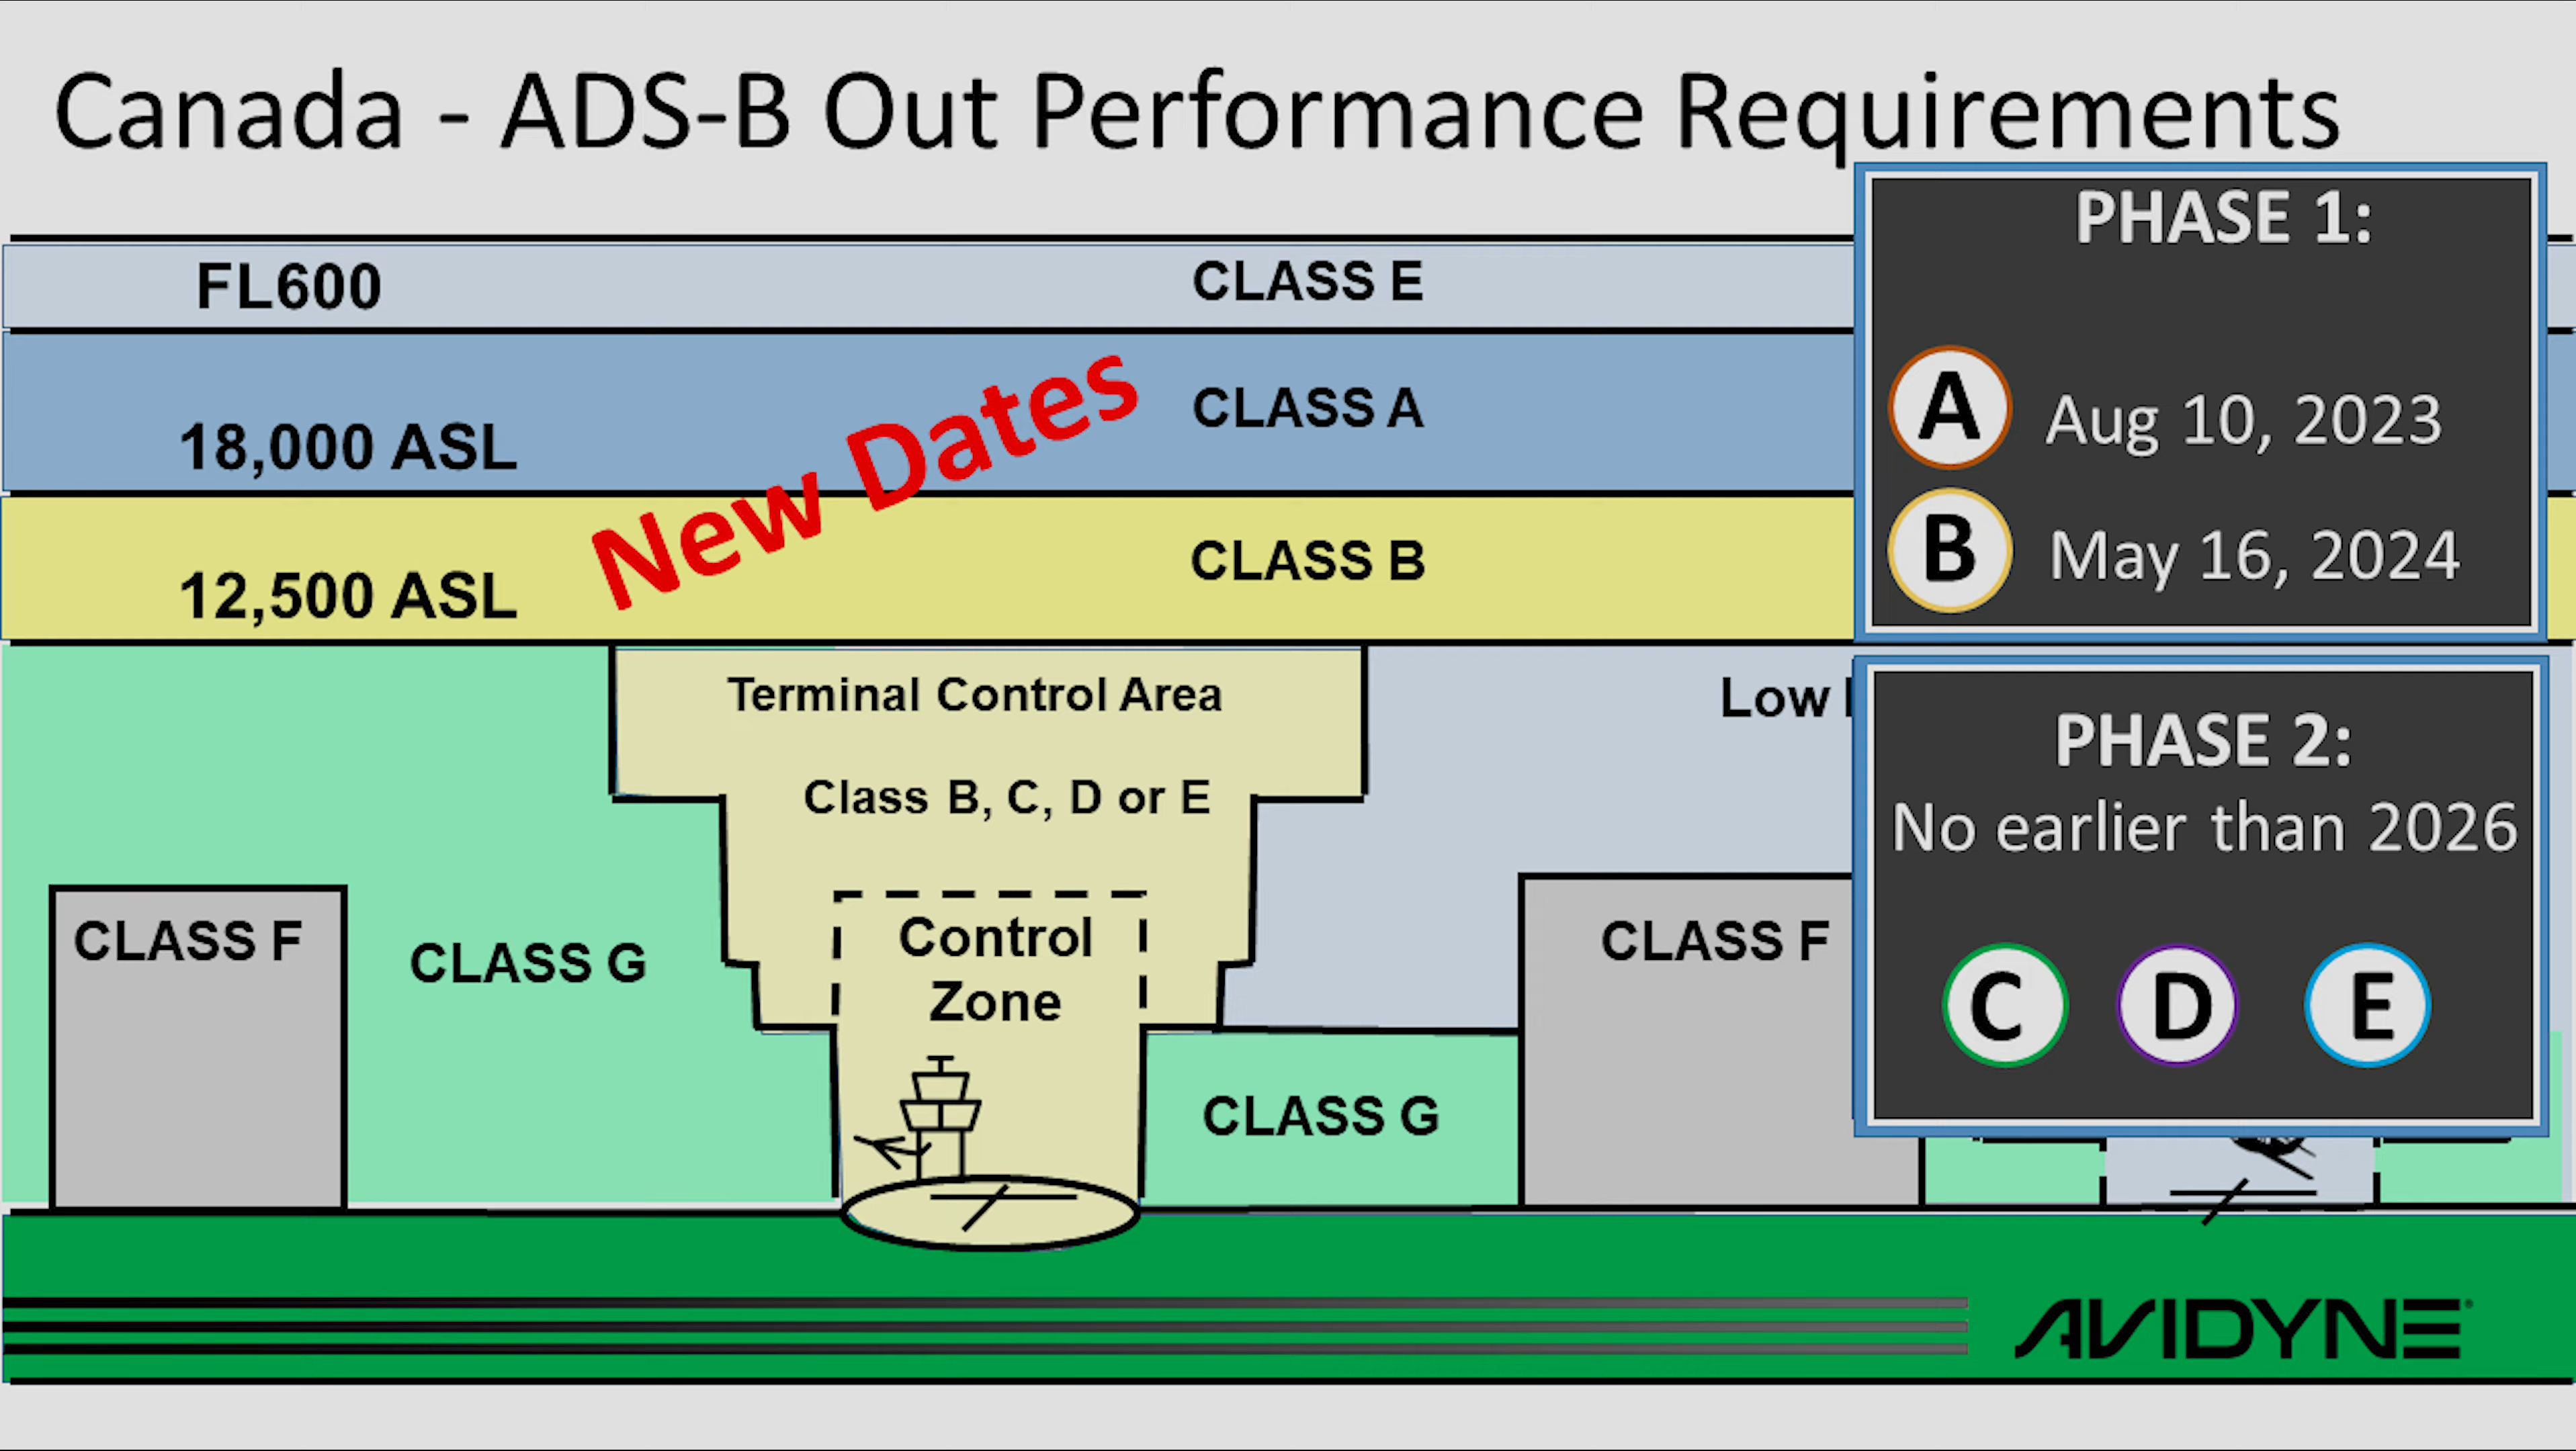 Canada - ADS-B Out Performance Requirements
FL600
CLASS E
18,000 ASL
CLASS A
New Dates
12,500 ASL
CLASS B
PHASE 1:
A Aug 10, 2023
B May 16, 2024
Terminal Control Area
Class B, C, D or E
Low
Control
Zone
CLASS F
CLASS G
CLASS G
CLASS F
PHASE 2:
No earlier than 2026
C D E
AVIDYNE